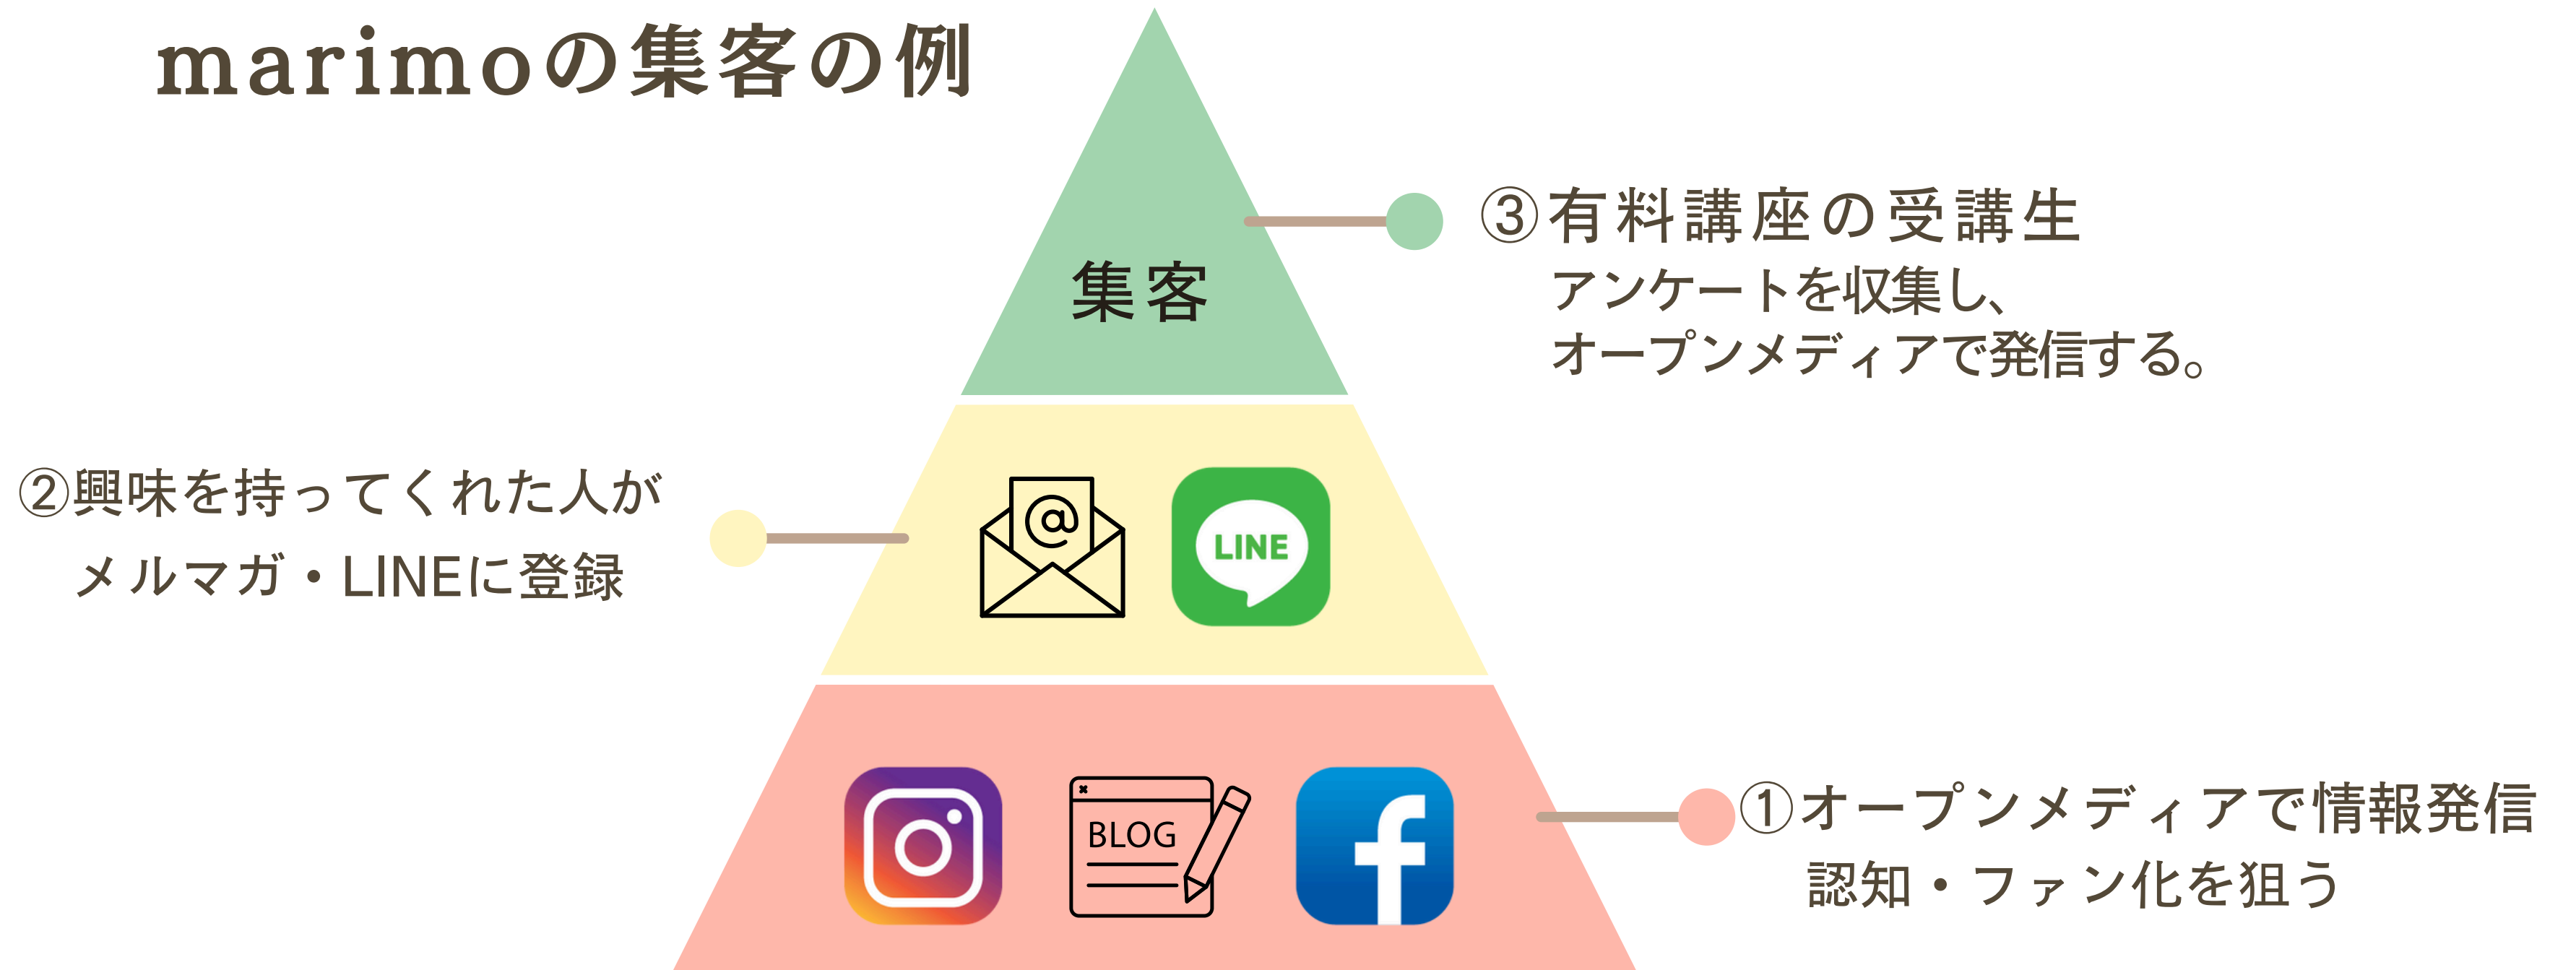 marimoの集客の例
③有料講座の受講生
アンケートを収集し、
オープンメディアで発信する。
集客
②興味を持ってくれた人が
メルマガ・LINEに登録
@
LINE
①オープンメディアで情報発信
認知・ファン化を狙う
BLOG